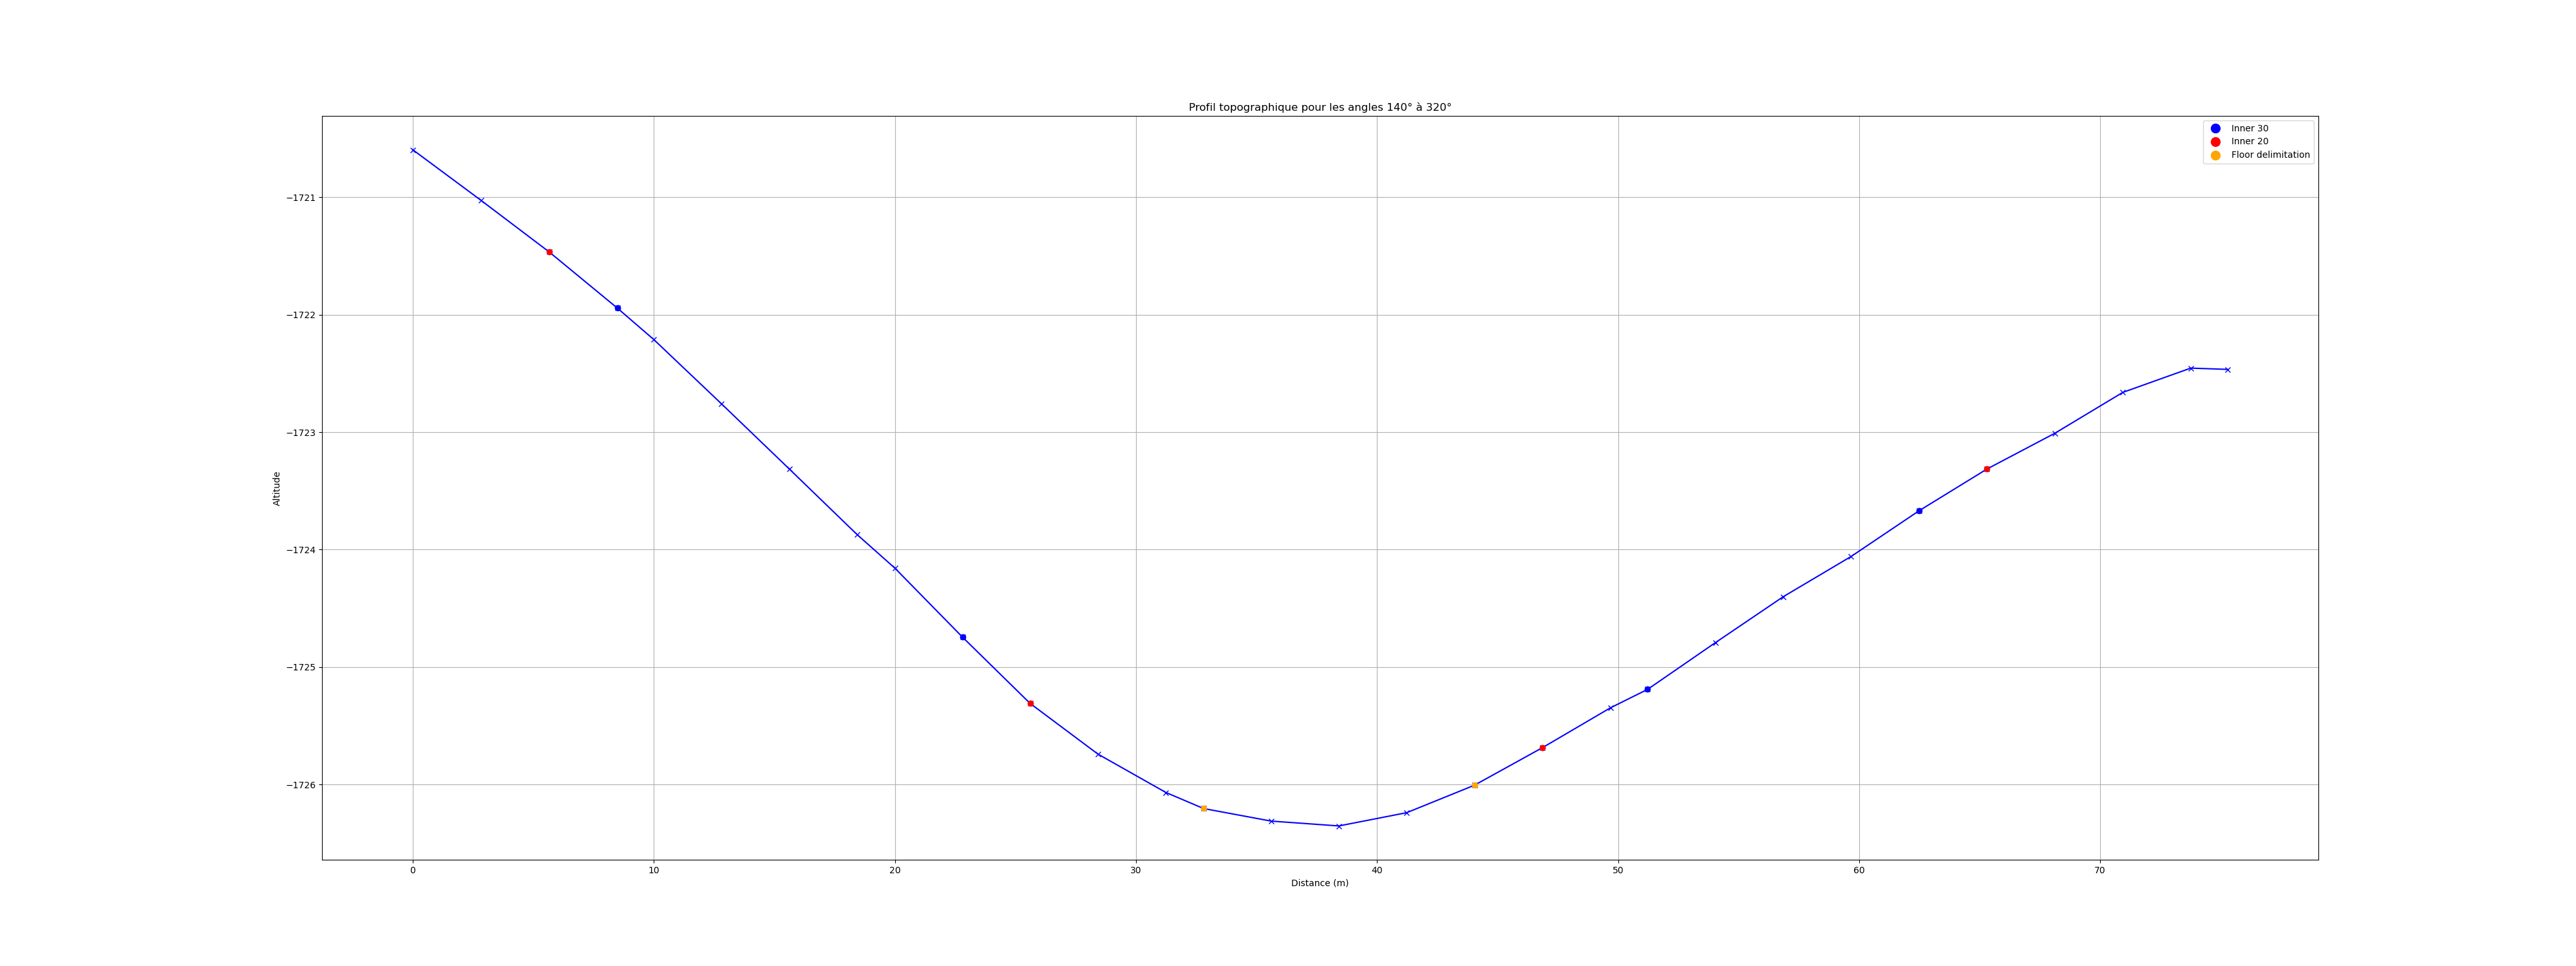 Profil topographique pour les angles 140° à 320°
Inner 30
Inner 20
Floor delimitation
Altitude
−1721
−1722
−1723
−1724
−1725
−1726
0 10 20 30 40 50 60 70
Distance (m)